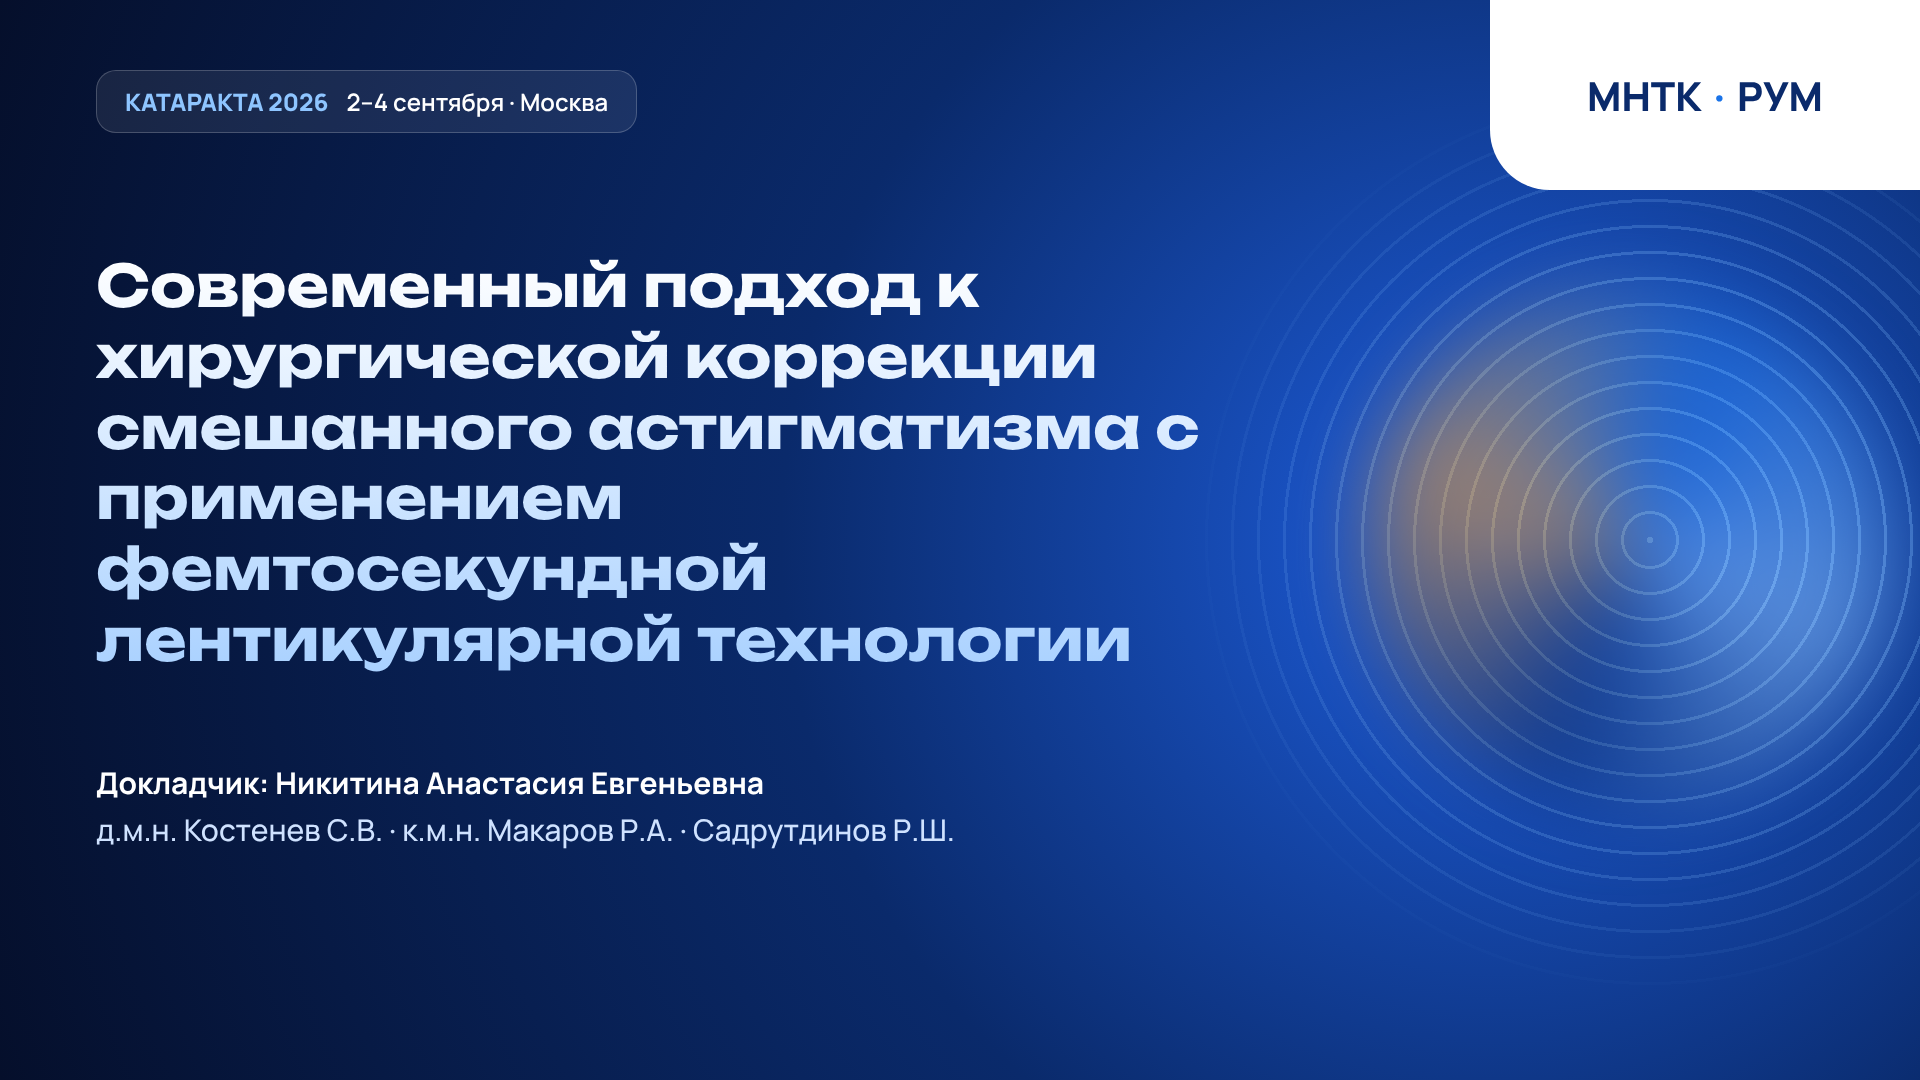 КАТАРАКТА 2026 2–4 сентября · Москва
МНТК · РУМ
Современный подход к
хирургической коррекции
смешанного астигматизма с
применением
фемтосекундной
лентикулярной технологии
Докладчик: Никитина Анастасия Евгеньевна
д.м.н. Костенев С.В. · к.м.н. Макаров Р.А. · Садрутдинов Р.Ш.